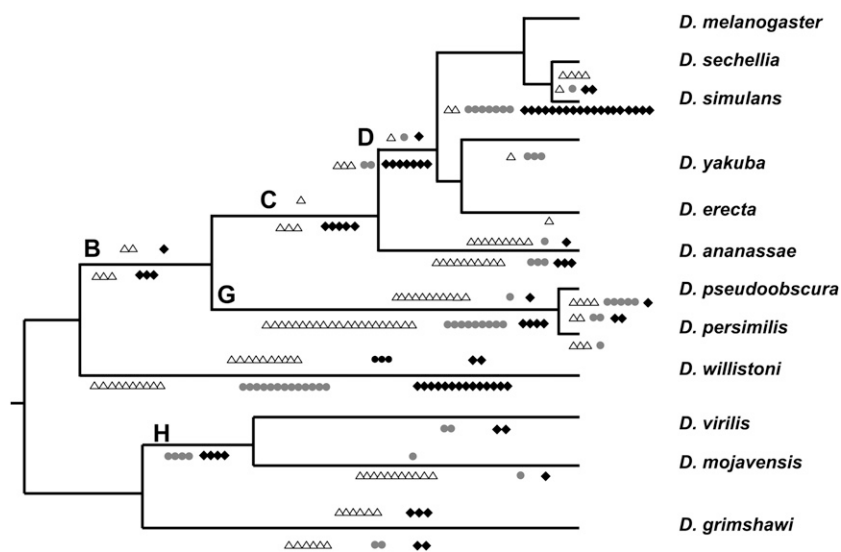 D. melanogaster
D. sechellia
D. simulans
D
D. yakuba
C
D. erecta
B
D. ananassae
G
D. pseudoobscura
D. persimilis
D. willistoni
D. virilis
H
D. mojavensis
D. grimshawi